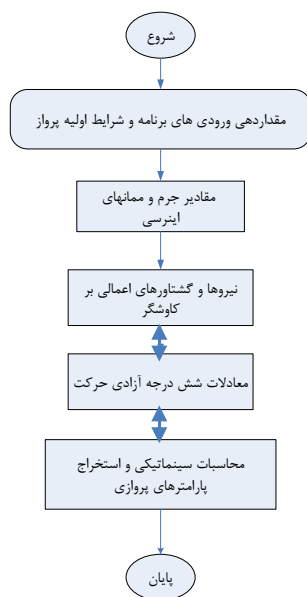 شروع
مقداردهی ورودی های برنامه و شرایط اولیه پرواز
مقادیر جرم و ممانهای
اینرسی
نیروها و گشتاورهای اعمالی بر
کاوشگر
معادلات شش درجه آزادی حرکت
محاسبات سینماتیکی و استخراج
پارامترهای پروازی
پایان